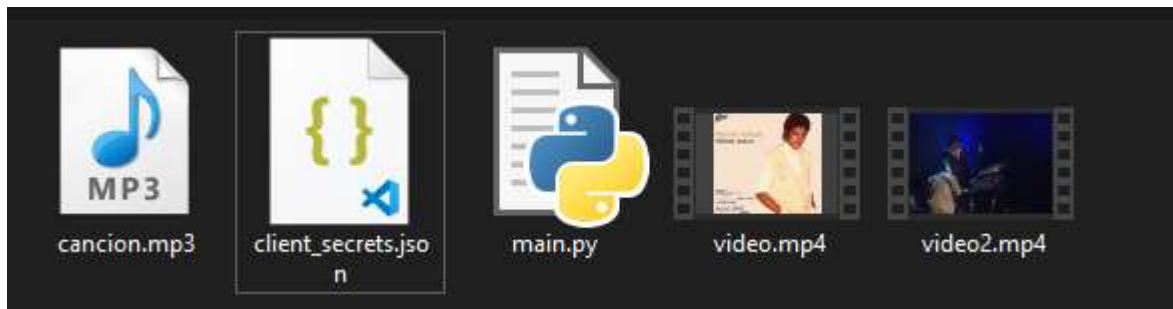 MP3
cancion.mp3
client_secrets.jso
n
main.py
video.mp4
video2.mp4